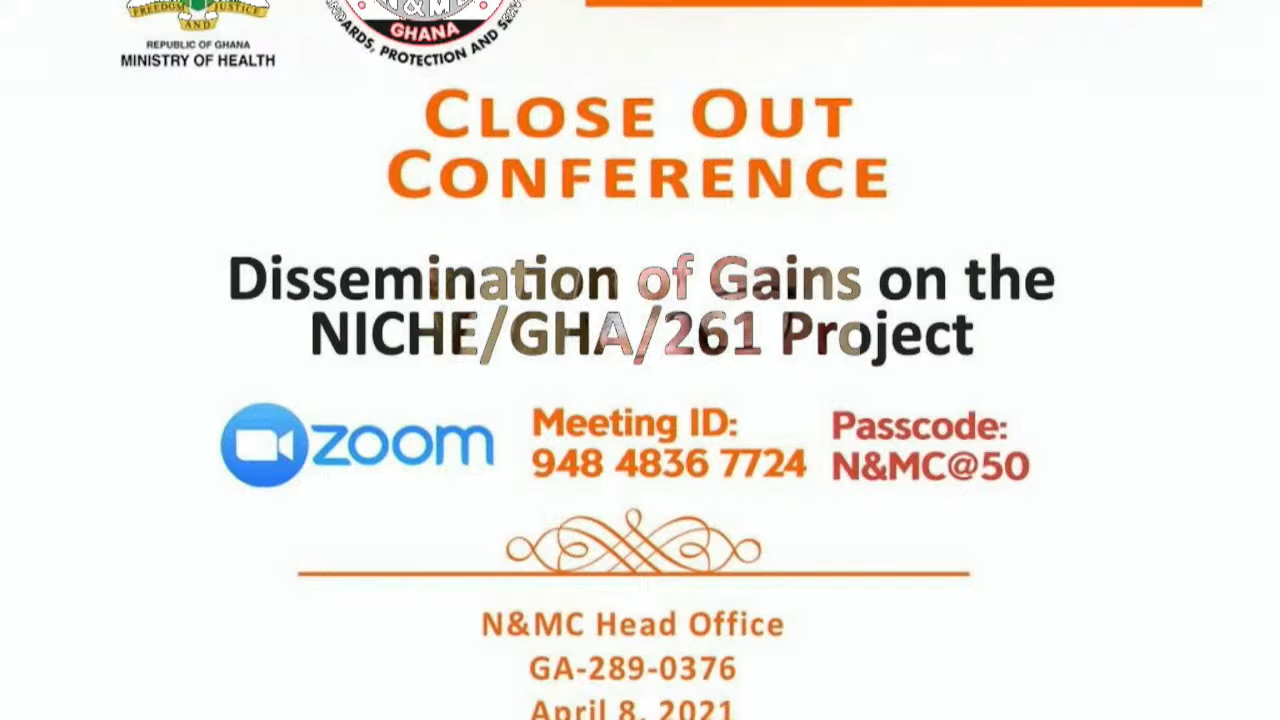 FREEDOM AND JUSTICE
REPUBLIC OF GHANA
MINISTRY OF HEALTH
N&MC
GHANA
STANDARDS, PROTECTION AND
CLOSE OUT
CONFERENCE
Dissemination of Gains on the
NICHE/GHA/261 Project
zoom
Meeting ID:
948 4836 7724
Passcode:
N&MC@50
N&MC Head Office
GA-289-0376
April 8, 2021